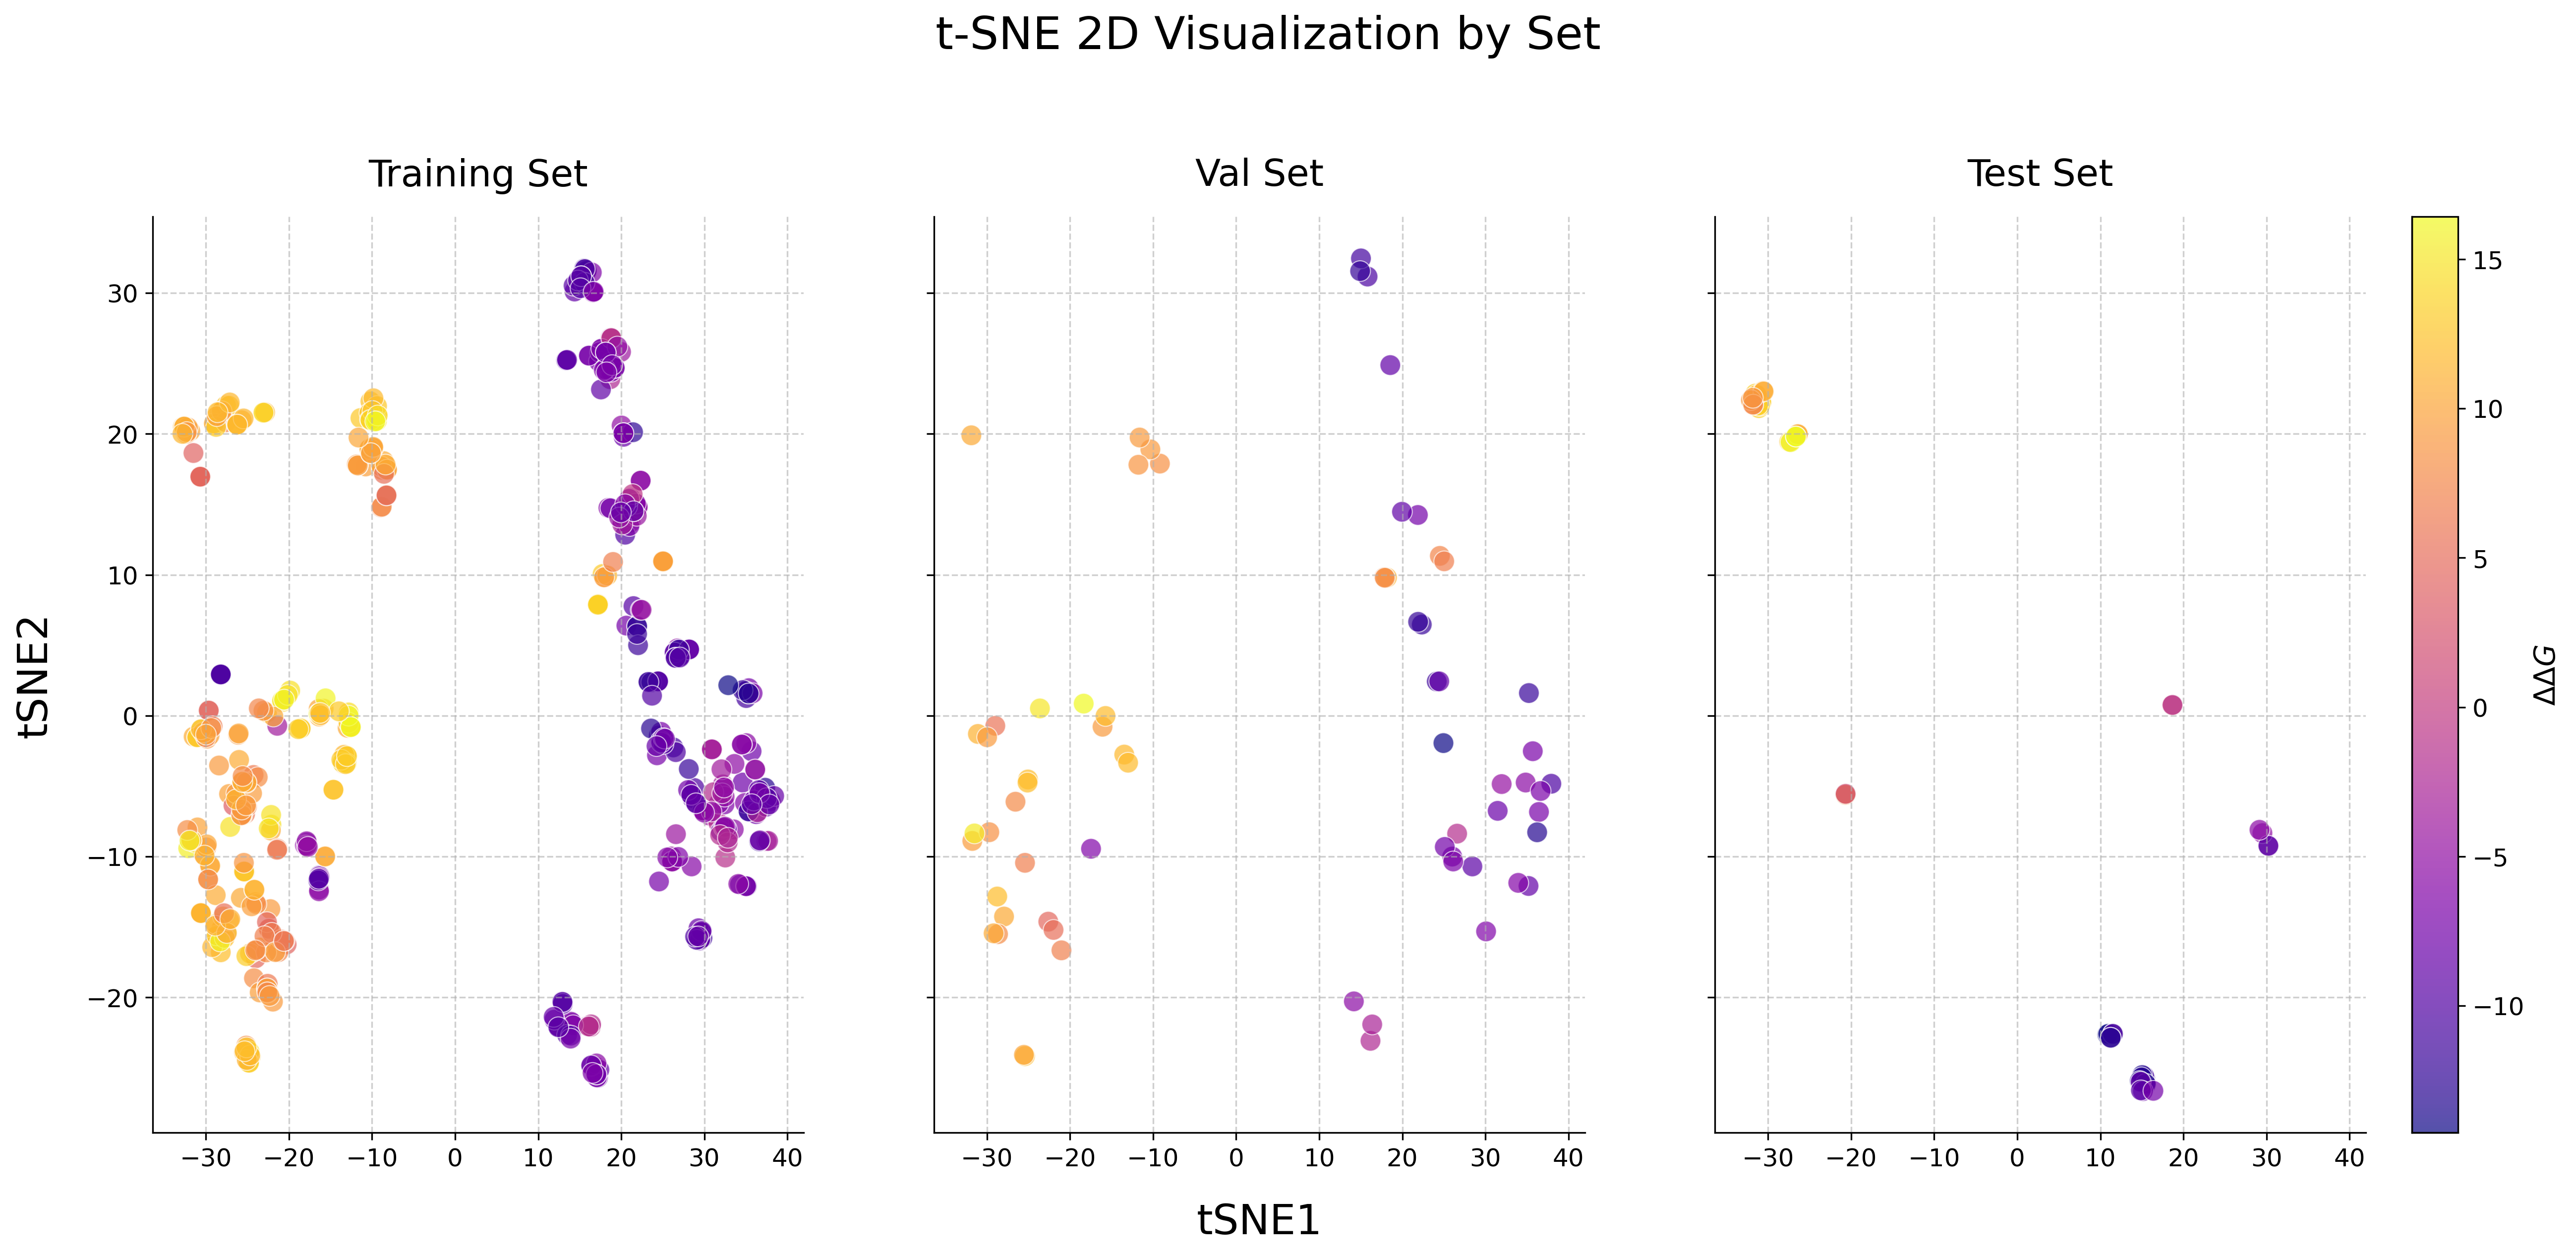 t-SNE 2D Visualization by Set
Training Set
Val Set
Test Set
tSNE2
30
20
10
0
−10
−20
−30 −20 −10 0 10 20 30 40
−30 −20 −10 0 10 20 30 40
−30 −20 −10 0 10 20 30 40
tSNE1
15
10
5
0
−5
−10
ΔΔG